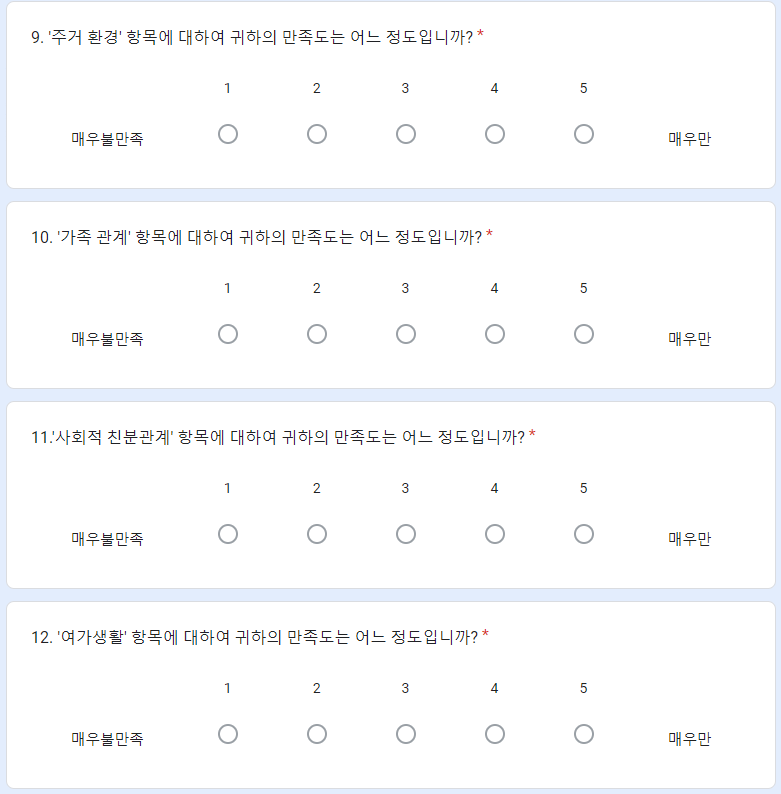 9. '주거 환경' 항목에 대하여 귀하의 만족도는 어느 정도입니까? *
1 2 3 4 5
매우불만족 매우만
10. '가족 관계' 항목에 대하여 귀하의 만족도는 어느 정도입니까? *
1 2 3 4 5
매우불만족 매우만
11.'사회적 친분관계' 항목에 대하여 귀하의 만족도는 어느 정도입니까? *
1 2 3 4 5
매우불만족 매우만
12. '여가생활' 항목에 대하여 귀하의 만족도는 어느 정도입니까? *
1 2 3 4 5
매우불만족 매우만